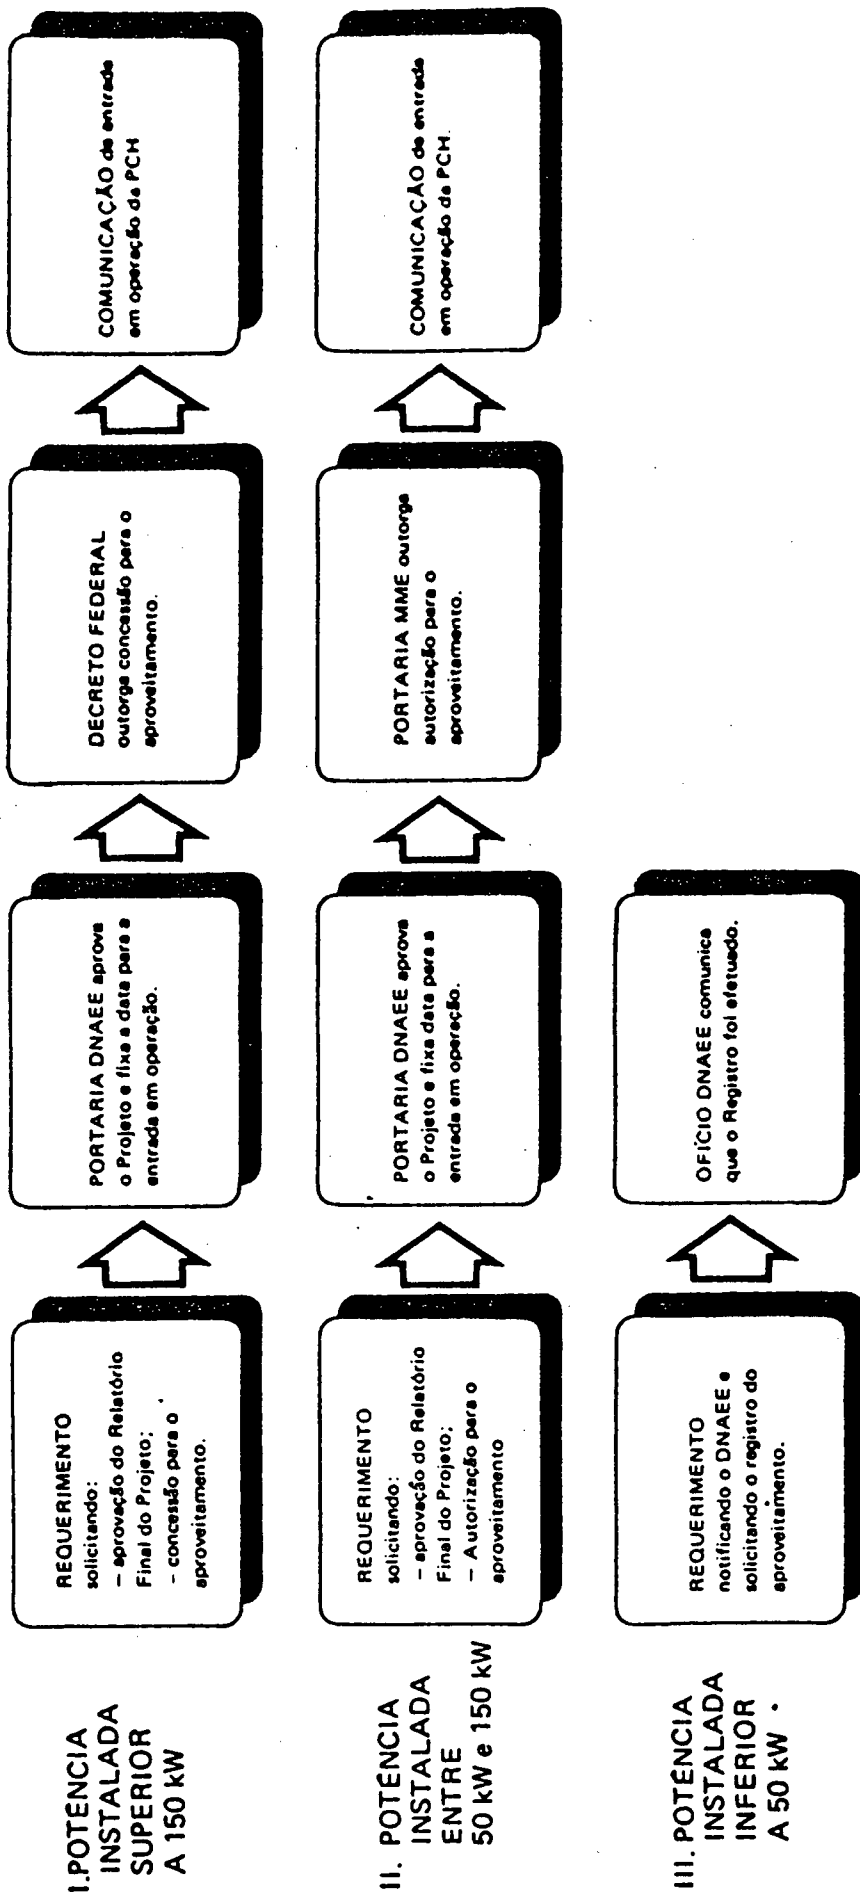 I. POTÊNCIA
INSTALADA
SUPERIOR
A 150 kW
REQUERIMENTO
solicitando:
– aprovação do Relatório
Final do Projeto;
– concessão para o
aproveitamento.
PORTARIA DNAEE aprova
o Projeto e fixa a data para a
entrada em operação.
DECRETO FEDERAL
outorga concessão para o
aproveitamento.
COMUNICAÇÃO de entrada
em operação da PCH
II. POTÊNCIA
INSTALADA
ENTRE
50 kW e 150 kW
REQUERIMENTO
solicitando:
– aprovação do Relatório
Final do Projeto;
– Autorização para o
aproveitamento
PORTARIA DNAEE aprova
o Projeto e fixa data para a
entrada em operação.
PORTARIA MME outorga
autorização para o
aproveitamento.
COMUNICAÇÃO de entrada
em operação da PCH.
III. POTÊNCIA
INSTALADA
INFERIOR
A 50 kW
REQUERIMENTO
notificando o DNAEE e
solicitando o registro do
aproveitamento.
OFÍCIO DNAEE comunica
que o Registro foi efetuado.